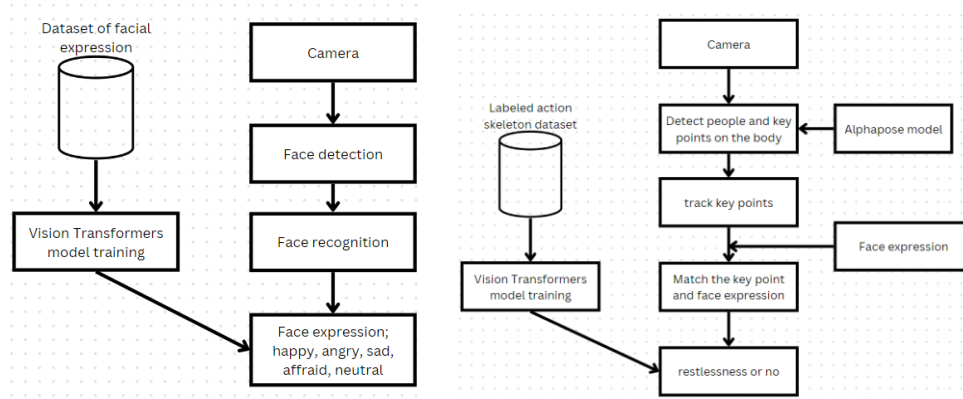 Dataset of facial
expression
Camera
Face detection
Vision Transformers
model training
Face recognition
Face expression;
happy, angry, sad,
affraid, neutral
Camera
Labeled action
skeleton dataset
Detect people and key
points on the body
Alphapose model
track key points
Face expression
Vision Transformers
model training
Match the key point
and face expression
restlessness or no